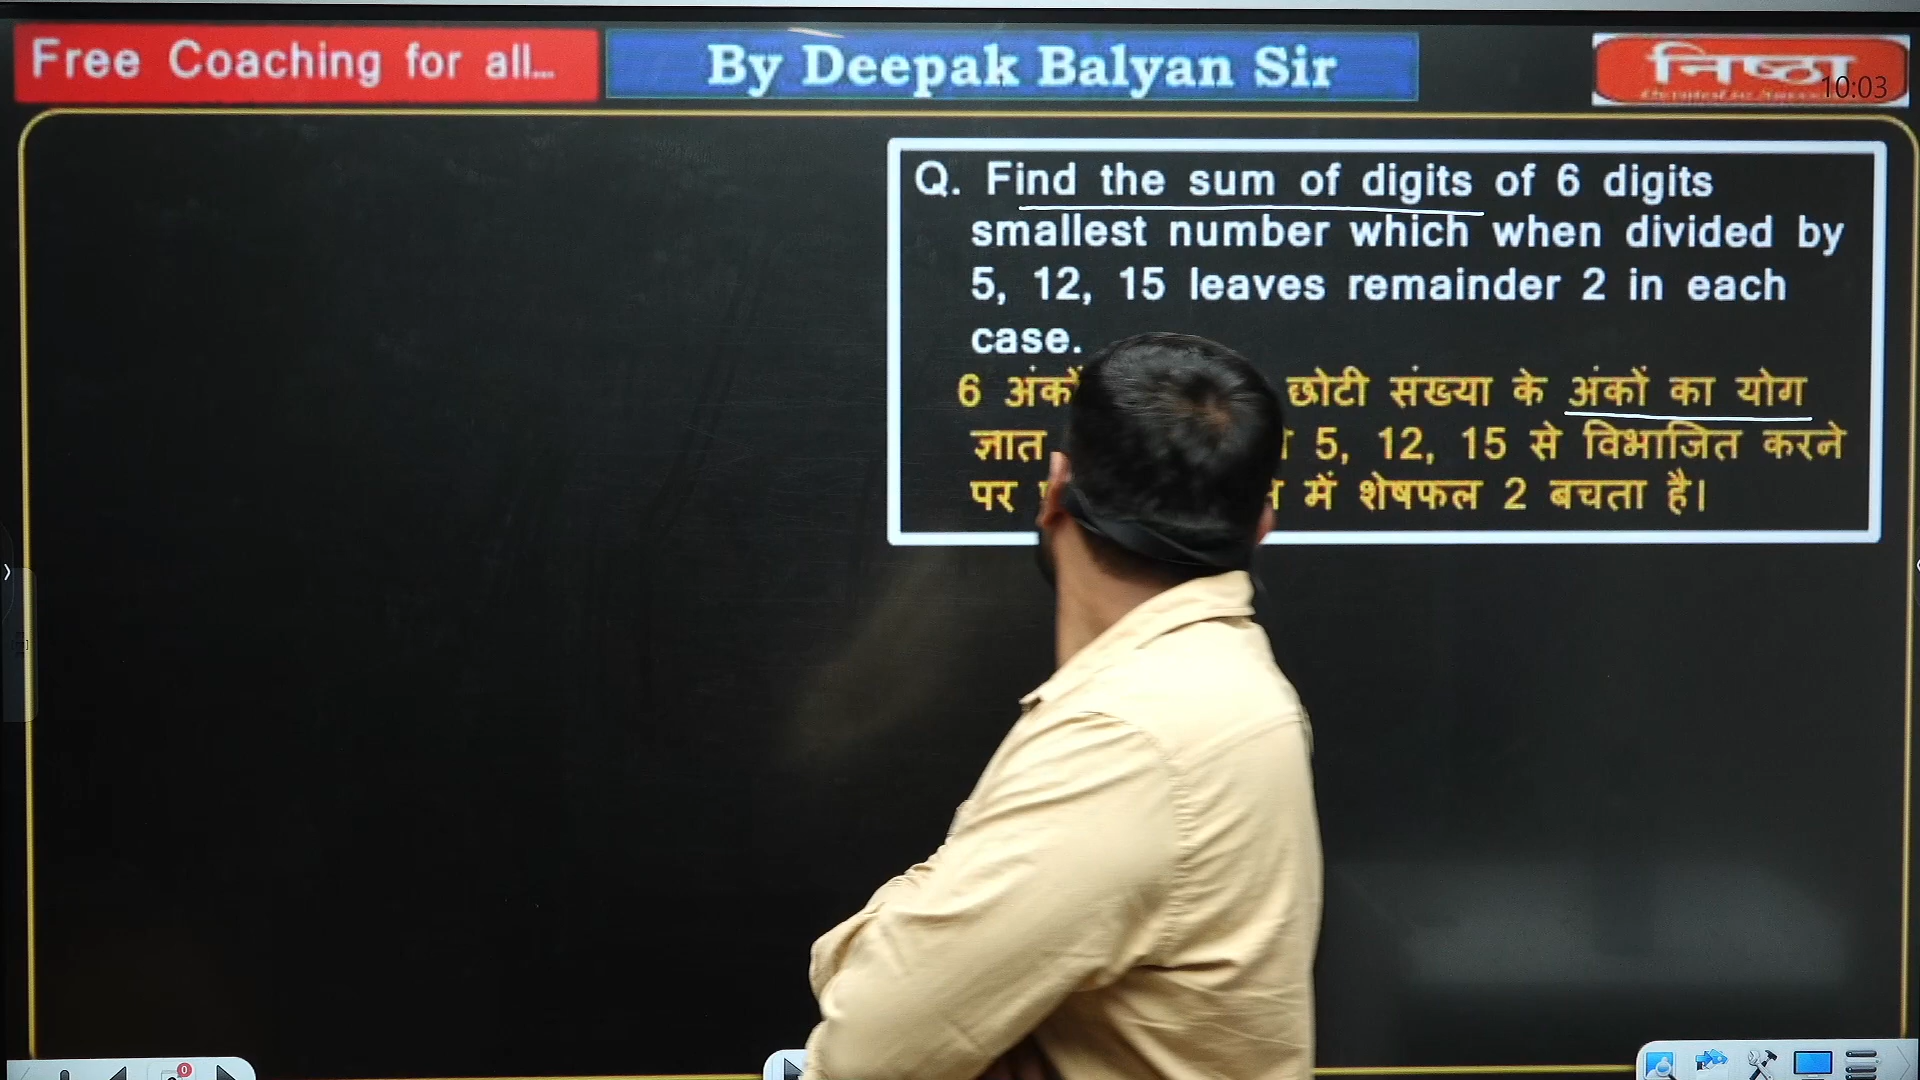 Free Coaching for all...
By Deepak Balyan Sir
निष्ठा
10:03
Q. Find the sum of digits of 6 digits
smallest number which when divided by
5, 12, 15 leaves remainder 2 in each
case.
6 अंकों छोटी संख्या के अंकों का योग
ज्ञात 5, 12, 15 से विभाजित करने
पर में शेषफल 2 बचता है।
0